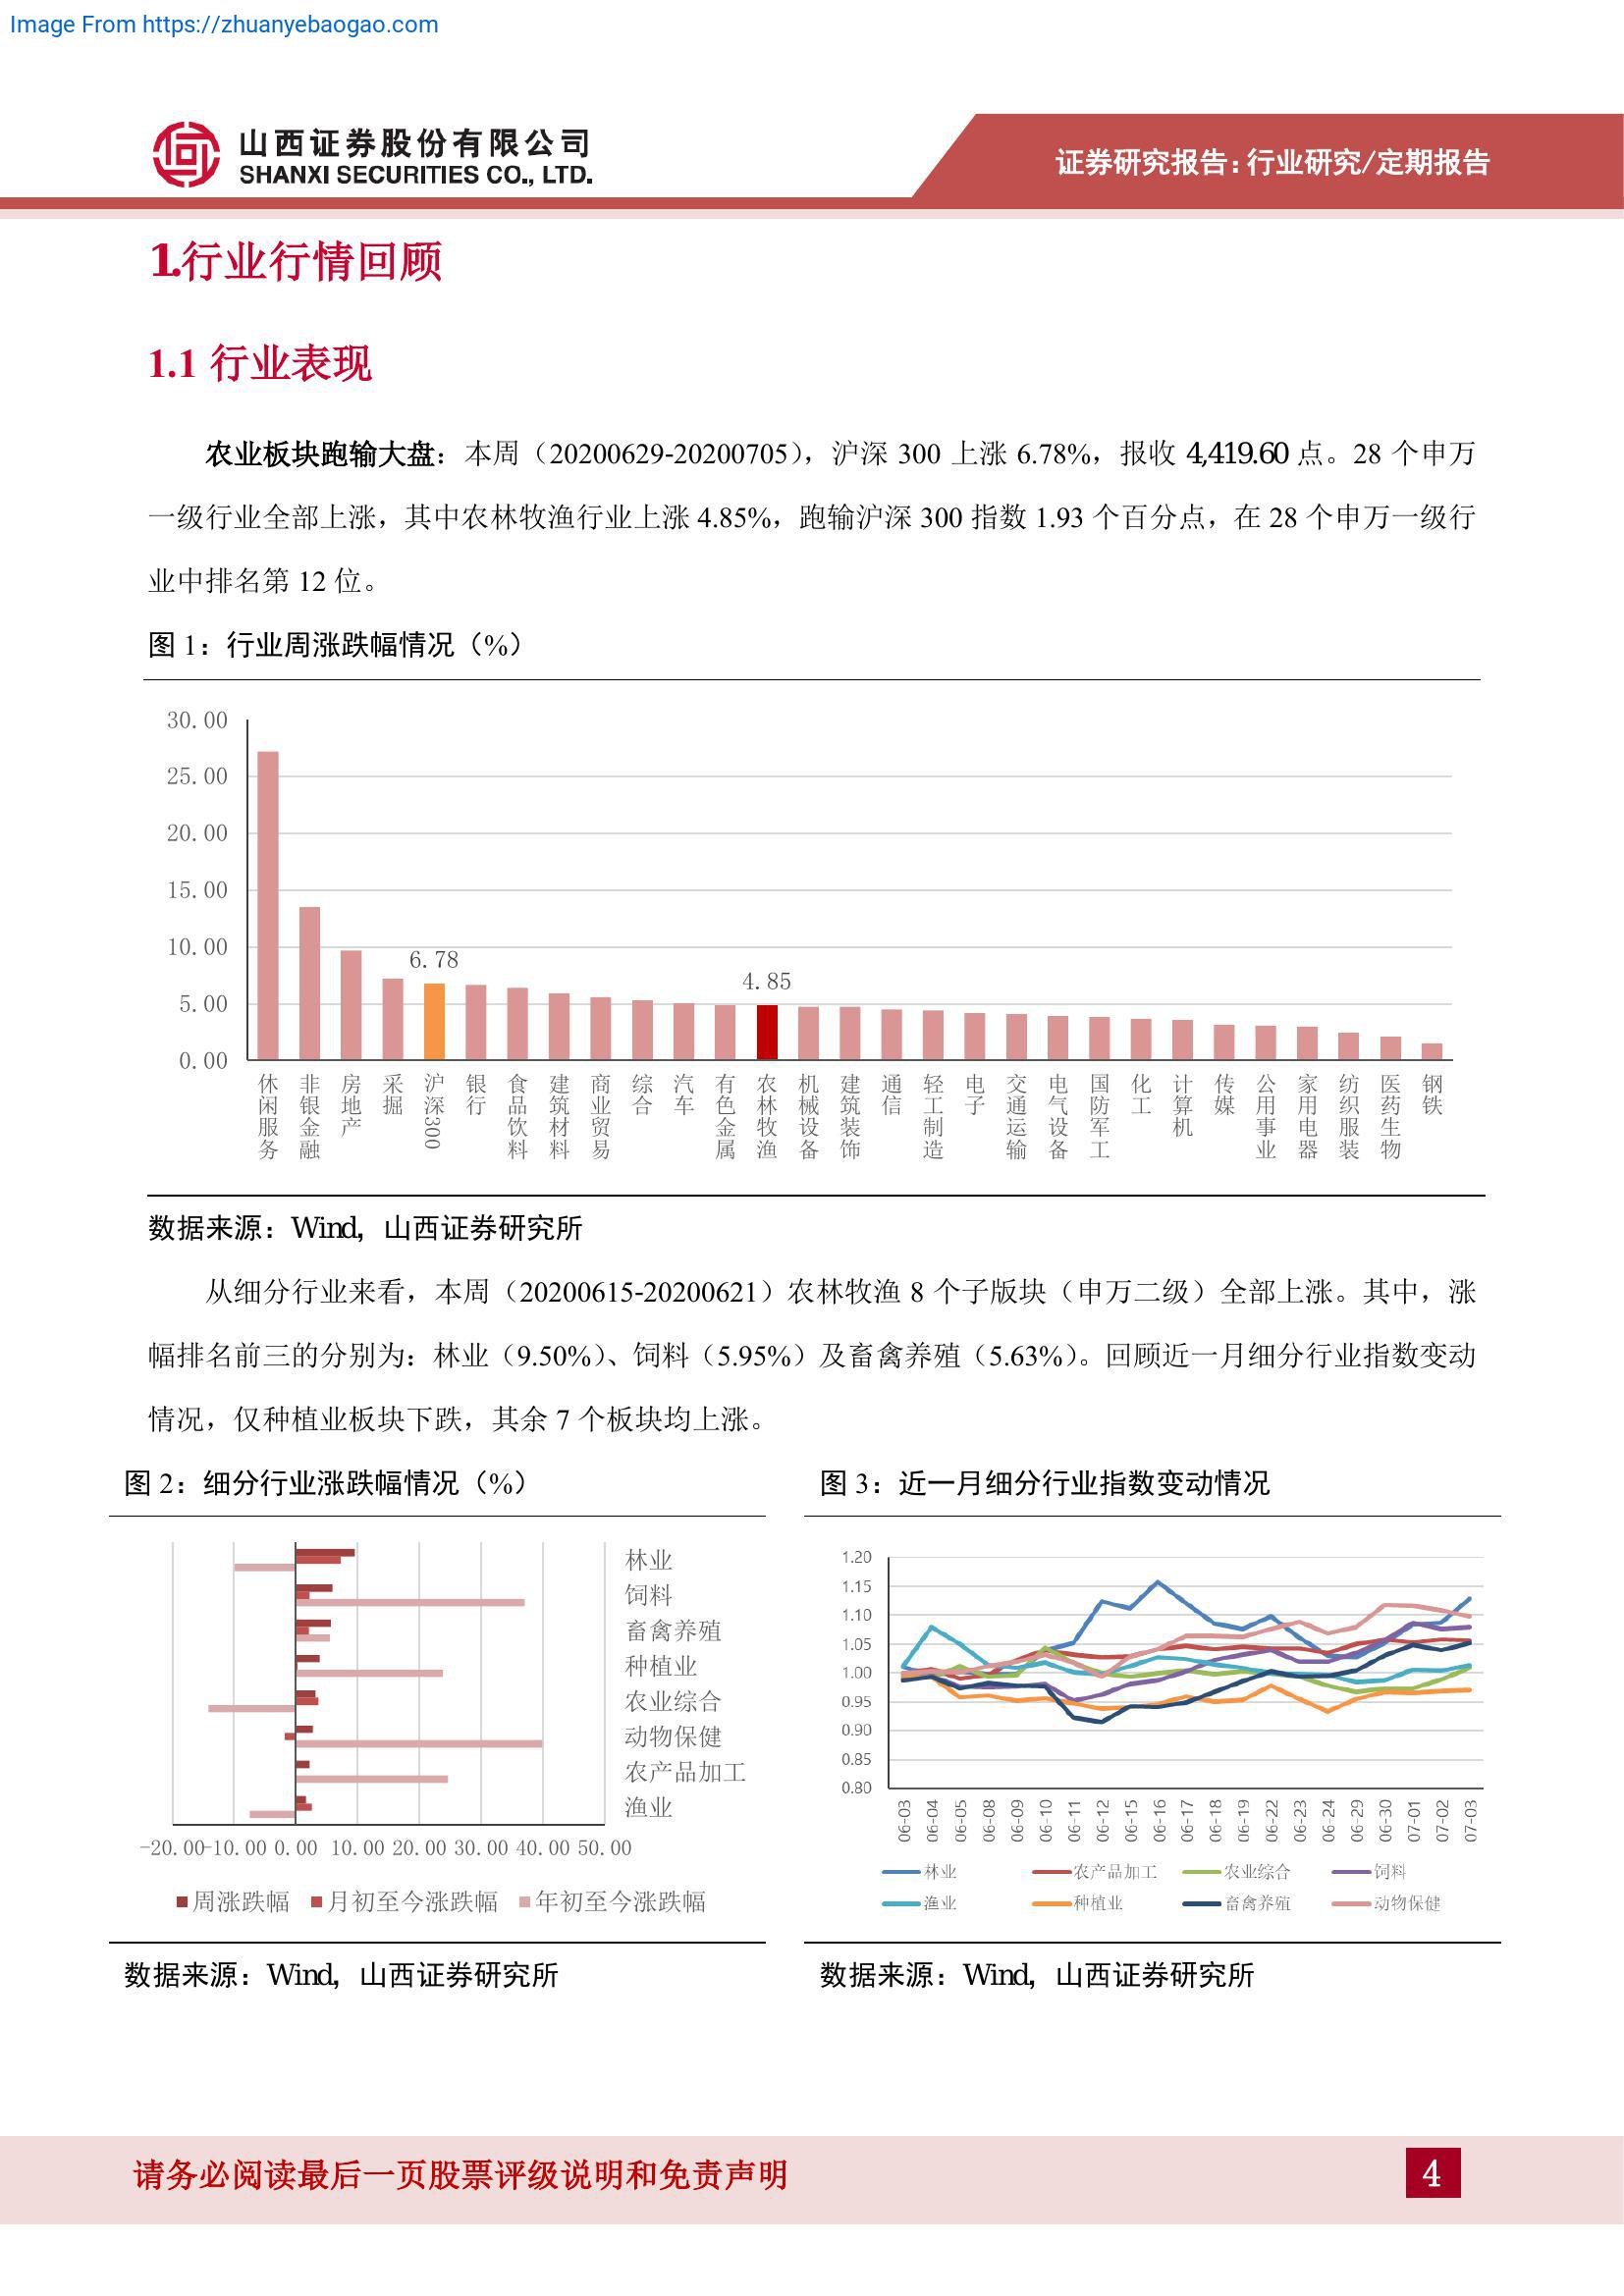 Image From https://zhuanyebaogao.com
山西证券股份有限公司
SHANXI SECURITIES CO., LTD.
证券研究报告：行业研究/定期报告
1.行业行情回顾
1.1 行业表现
农业板块跑输大盘：本周（20200629-20200705），沪深 300 上涨 6.78%，报收 4,419.60 点。28 个申万
一级行业全部上涨，其中农林牧渔行业上涨 4.85%，跑输沪深 300 指数 1.93 个百分点，在 28 个申万一级行
业中排名第 12 位。
图 1：行业周涨跌幅情况（%）
30.00
25.00
20.00
15.00
10.00
5.00
0.00
6.78
4.85
休闲服务
非银金融
房地产
采掘
沪深300
银行
食品饮料
建筑材料
商业贸易
综合
汽车
有色金属
农林牧渔
机械设备
建筑装饰
通信
轻工制造
电子
交通运输
电气设备
国防军工
化工
计算机
传媒
公用事业
家用电器
纺织服装
医药生物
钢铁
数据来源：Wind，山西证券研究所
从细分行业来看，本周（20200615-20200621）农林牧渔 8 个子版块（申万二级）全部上涨。其中，涨
幅排名前三的分别为：林业（9.50%）、饲料（5.95%）及畜禽养殖（5.63%）。回顾近一月细分行业指数变动
情况，仅种植业板块下跌，其余 7 个板块均上涨。
图 2：细分行业涨跌幅情况（%）
林业
饲料
畜禽养殖
种植业
农业综合
动物保健
农产品加工
渔业
-20.00 -10.00 0.00 10.00 20.00 30.00 40.00 50.00
周涨跌幅 月初至今涨跌幅 年初至今涨跌幅
数据来源：Wind，山西证券研究所
图 3：近一月细分行业指数变动情况
1.20
1.15
1.10
1.05
1.00
0.95
0.90
0.85
0.80
06-03
06-04
06-05
06-08
06-09
06-10
06-11
06-12
06-15
06-16
06-17
06-18
06-19
06-22
06-23
06-24
06-29
06-30
07-01
07-02
07-03
林业 农产品加工 农业综合 饲料
渔业 种植业 畜禽养殖 动物保健
数据来源：Wind，山西证券研究所
请务必阅读最后一页股票评级说明和免责声明
4